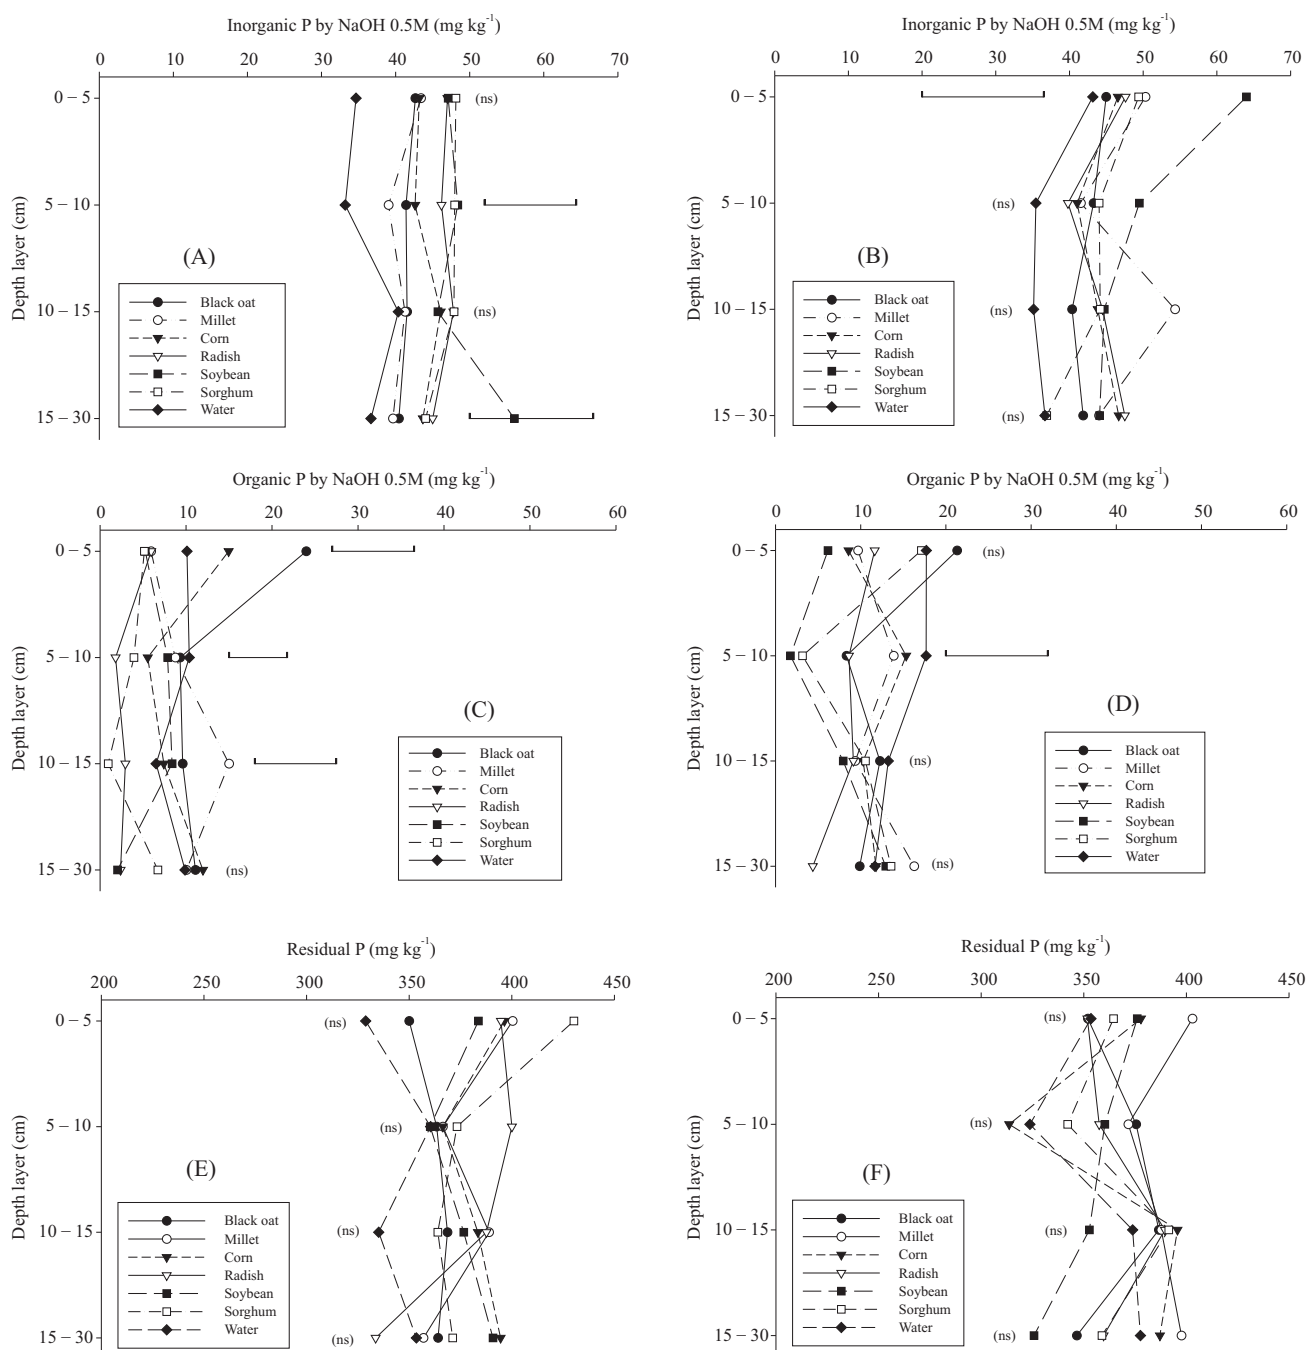 Inorganic P by NaOH 0.5M (mg kg-1)
0 10 20 30 40 50 60 70
Depth layer (cm)
0 – 5
5 – 10
10 – 15
15 – 30
(ns)
(ns)
(A)
Black oat
Millet
Corn
Radish
Soybean
Sorghum
Water
Inorganic P by NaOH 0.5M (mg kg-1)
0 10 20 30 40 50 60 70
Depth layer (cm)
0 – 5
5 – 10
10 – 15
15 – 30
(ns)
(ns)
(ns)
(B)
Black oat
Millet
Corn
Radish
Soybean
Sorghum
Water
Organic P by NaOH 0.5M (mg kg-1)
0 10 20 30 40 50 60
Depth layer (cm)
0 – 5
5 – 10
10 – 15
15 – 30
(ns)
(C)
Black oat
Millet
Corn
Radish
Soybean
Sorghum
Water
Organic P by NaOH 0.5M (mg kg-1)
0 10 20 30 40 50 60
Depth layer (cm)
0 – 5
5 – 10
10 – 15
15 – 30
(ns)
(ns)
(ns)
(D)
Black oat
Millet
Corn
Radish
Soybean
Sorghum
Water
Residual P (mg kg-1)
200 250 300 350 400 450
Depth layer (cm)
0 – 5
5 – 10
10 – 15
15 – 30
(ns)
(ns)
(ns)
(ns)
(E)
Black oat
Millet
Corn
Radish
Soybean
Sorghum
Water
Residual P (mg kg-1)
200 250 300 350 400 450
Depth layer (cm)
0 – 5
5 – 10
10 – 15
15 – 30
(ns)
(ns)
(ns)
(ns)
(F)
Black oat
Millet
Corn
Radish
Soybean
Sorghum
Water